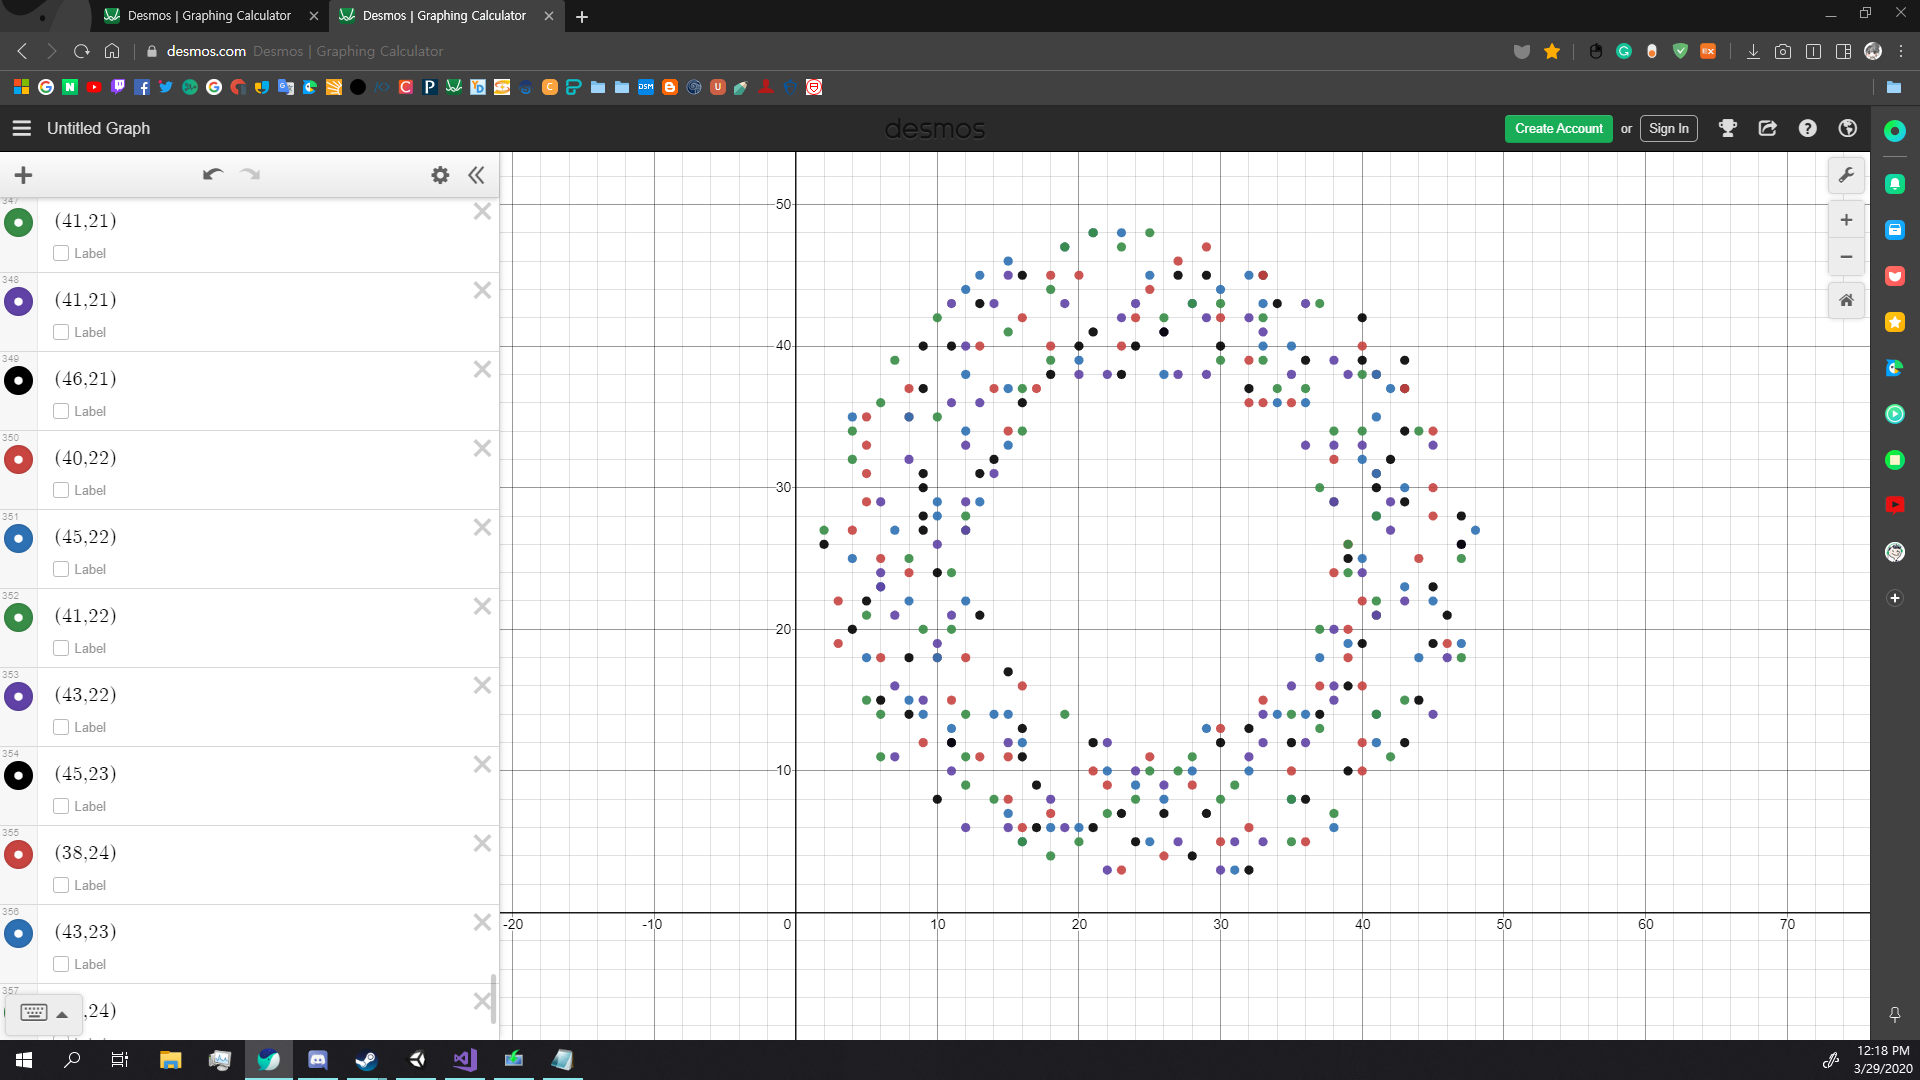 Desmos | Graphing Calculator
Desmos | Graphing Calculator
desmos.com Desmos | Graphing Calculator
Untitled Graph
desmos
Create Account or Sign In
347
(41,21)
Label
348
(41,21)
Label
349
(46,21)
Label
350
(40,22)
Label
351
(45,22)
Label
352
(41,22)
Label
353
(43,22)
Label
354
(45,23)
Label
355
(38,24)
Label
356
(43,23)
Label
357
,24)
50
40
30
20
10
-20 -10 0 10 20 30 40 50 60 70
12:18 PM
3/29/2020